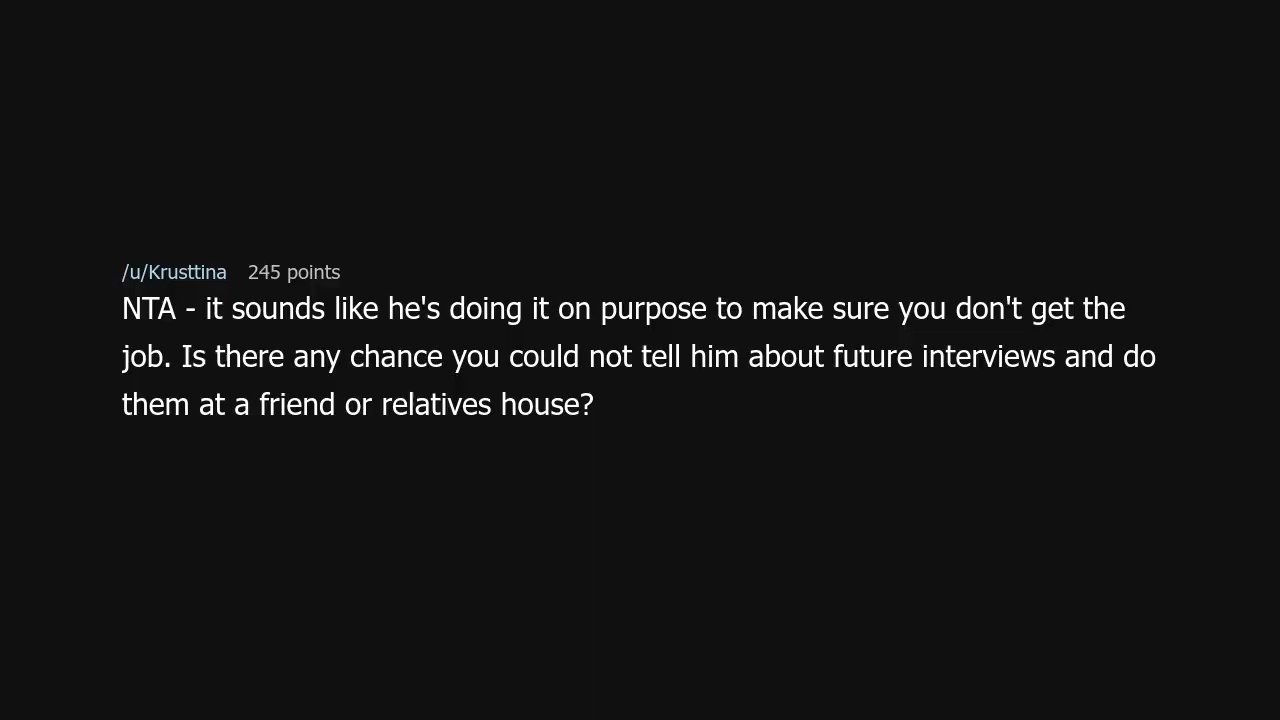 /u/Krusttina 245 points
NTA - it sounds like he's doing it on purpose to make sure you don't get the
job. Is there any chance you could not tell him about future interviews and do
them at a friend or relatives house?